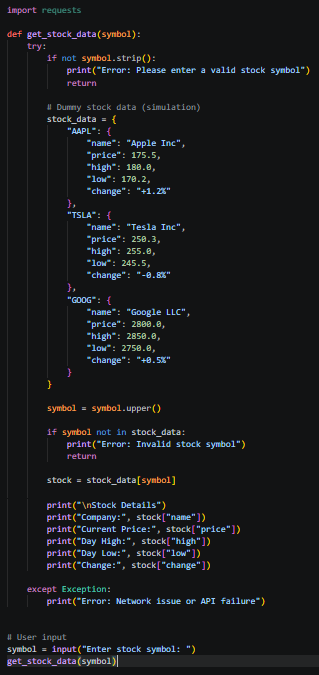 import requests
def get_stock_data(symbol):
    try:
        if not symbol.strip():
            print("Error: Please enter a valid stock symbol")
            return
        # Dummy stock data (simulation)
        stock_data = {
            "AAPL": {
                "name": "Apple Inc",
                "price": 175.5,
                "high": 180.0,
                "low": 170.2,
                "change": "+1.2%"
            },
            "TSLA": {
                "name": "Tesla Inc",
                "price": 250.3,
                "high": 255.0,
                "low": 245.5,
                "change": "-0.8%"
            },
            "GOOG": {
                "name": "Google LLC",
                "price": 2800.0,
                "high": 2850.0,
                "low": 2750.0,
                "change": "+0.5%"
            }
        }
        symbol = symbol.upper()
        if symbol not in stock_data:
            print("Error: Invalid stock symbol")
            return
        stock = stock_data[symbol]
        print("\nStock Details")
        print("Company:", stock["name"])
        print("Current Price:", stock["price"])
        print("Day High:", stock["high"])
        print("Day Low:", stock["low"])
        print("Change:", stock["change"])
    except Exception:
        print("Error: Network issue or API failure")
# User input
symbol = input("Enter stock symbol: ")
get_stock_data(symbol)